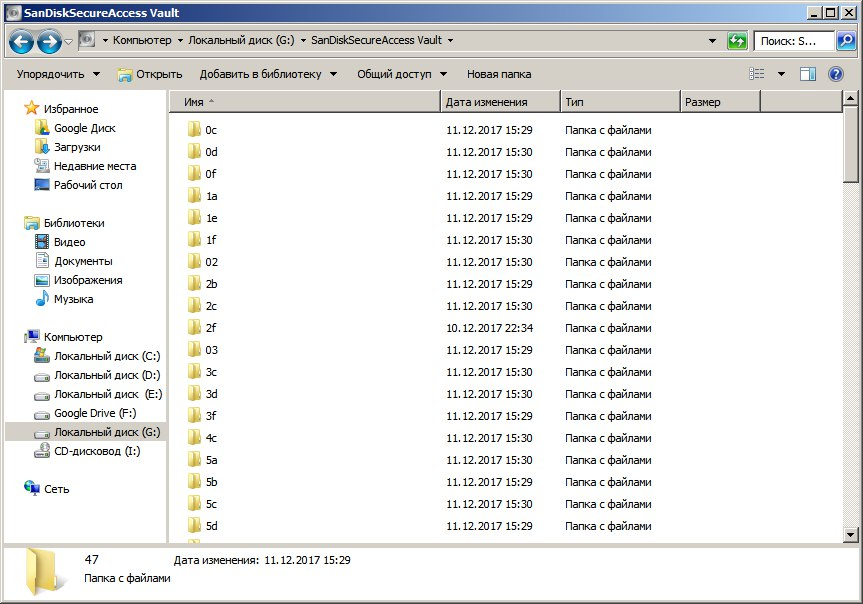 SanDiskSecureAccess Vault
Компьютер Локальный диск (G:) SanDiskSecureAccess Vault Поиск: S...
Упорядочить Открыть Добавить в библиотеку Общий доступ Новая папка
Избранное
Google Диск
Загрузки
Недавние места
Рабочий стол
Библиотеки
Видео
Документы
Изображения
Музыка
Компьютер
Локальный диск (C:)
Локальный диск (D:)
Локальный диск (E:)
Google Drive (F:)
Локальный диск (G:)
CD-дисковод (I:)
Сеть
Имя Дата изменения Тип Размер
0c 11.12.2017 15:29 Папка с файлами
0d 11.12.2017 15:30 Папка с файлами
0f 11.12.2017 15:30 Папка с файлами
1a 11.12.2017 15:29 Папка с файлами
1e 11.12.2017 15:29 Папка с файлами
1f 11.12.2017 15:30 Папка с файлами
02 11.12.2017 15:30 Папка с файлами
2b 11.12.2017 15:29 Папка с файлами
2c 11.12.2017 15:30 Папка с файлами
2f 10.12.2017 22:34 Папка с файлами
03 11.12.2017 15:29 Папка с файлами
3c 11.12.2017 15:30 Папка с файлами
3d 11.12.2017 15:30 Папка с файлами
3f 11.12.2017 15:29 Папка с файлами
4c 11.12.2017 15:30 Папка с файлами
5a 11.12.2017 15:30 Папка с файлами
5b 11.12.2017 15:29 Папка с файлами
5c 11.12.2017 15:30 Папка с файлами
5d 11.12.2017 15:29 Папка с файлами
47 Дата изменения: 11.12.2017 15:29
Папка с файлами